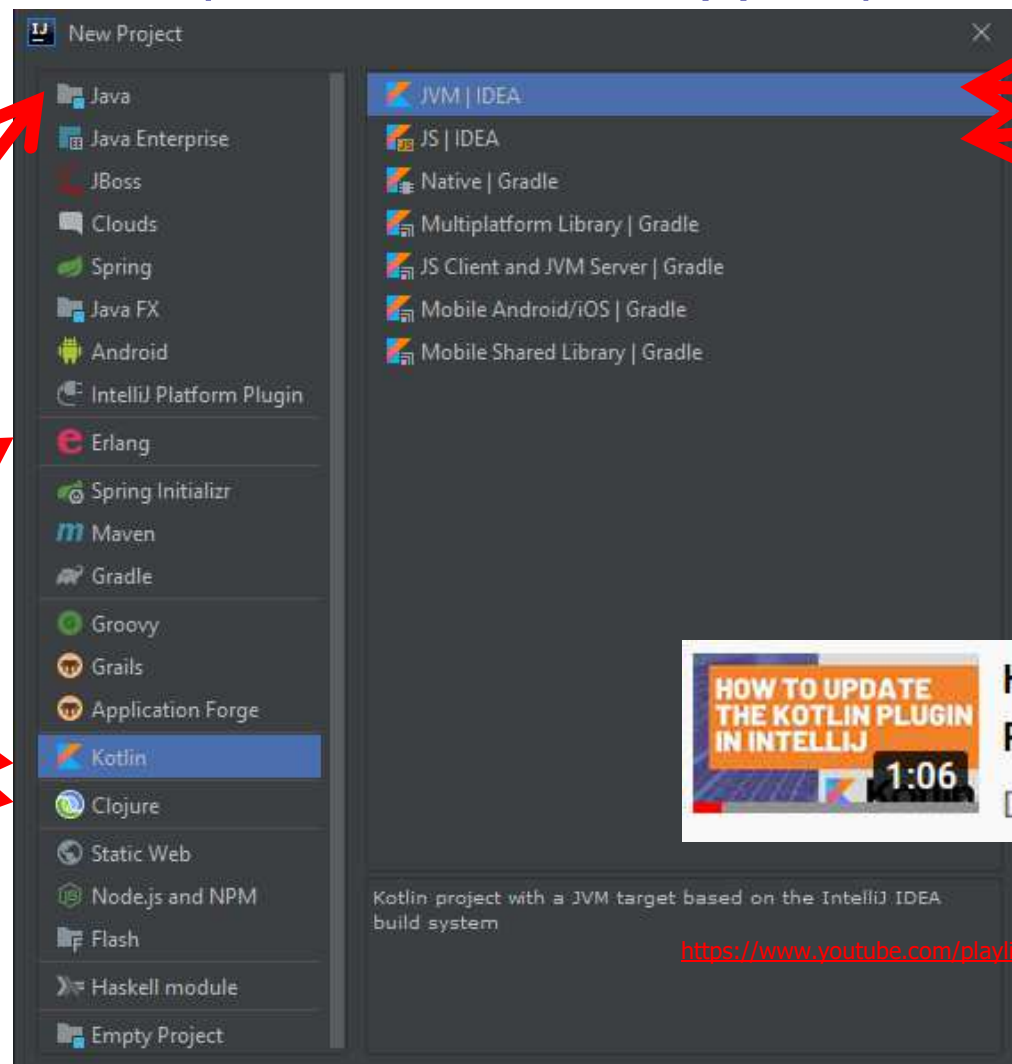 New Project
Java
Java Enterprise
JBoss
Clouds
Spring
Java FX
Android
IntelliJ Platform Plugin
Erlang
Spring Initializr
Maven
Gradle
Groovy
Grails
Application Forge
Kotlin
Clojure
Static Web
Node.js and NPM
Flash
Haskell module
Empty Project
JVM | IDEA
JS | IDEA
Native | Gradle
Multiplatform Library | Gradle
JS Client and JVM Server | Gradle
Mobile Android/iOS | Gradle
Mobile Shared Library | Gradle
HOW TO UPDATE
THE KOTLIN PLUGIN
IN INTELLIJ
1:06
Kotlin project with a JVM target based on the IntelliJ IDEA
build system
https://www.youtube.com/playli